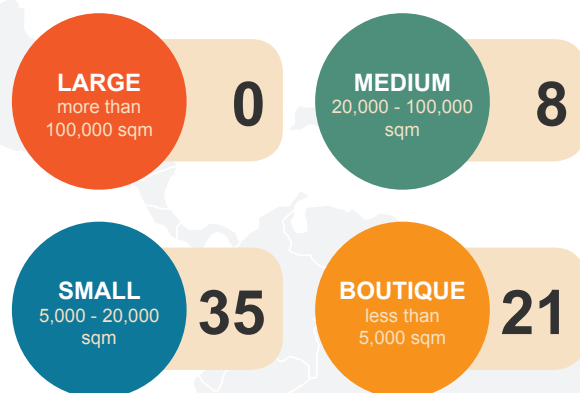 LARGE
more than
100,000 sqm
0
MEDIUM
20,000 - 100,000
sqm
8
SMALL
5,000 - 20,000
sqm
35
BOUTIQUE
less than
5,000 sqm
21